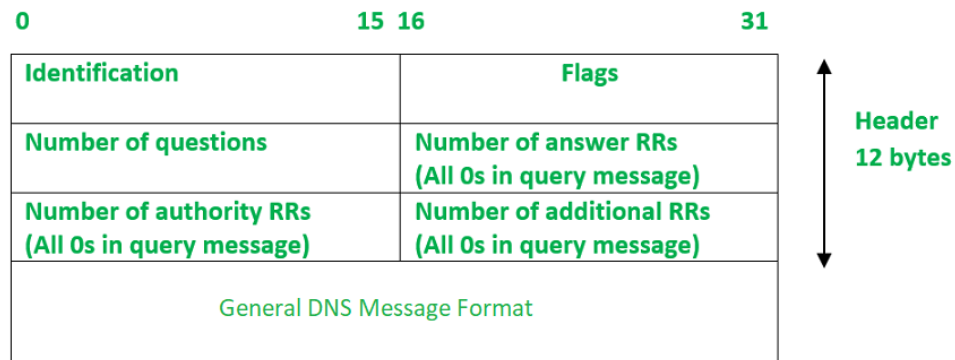 0 15 16 31
Identification Flags
Header
12 bytes
Number of questions Number of answer RRs
(All 0s in query message)
Number of authority RRs Number of additional RRs
(All 0s in query message) (All 0s in query message)
General DNS Message Format